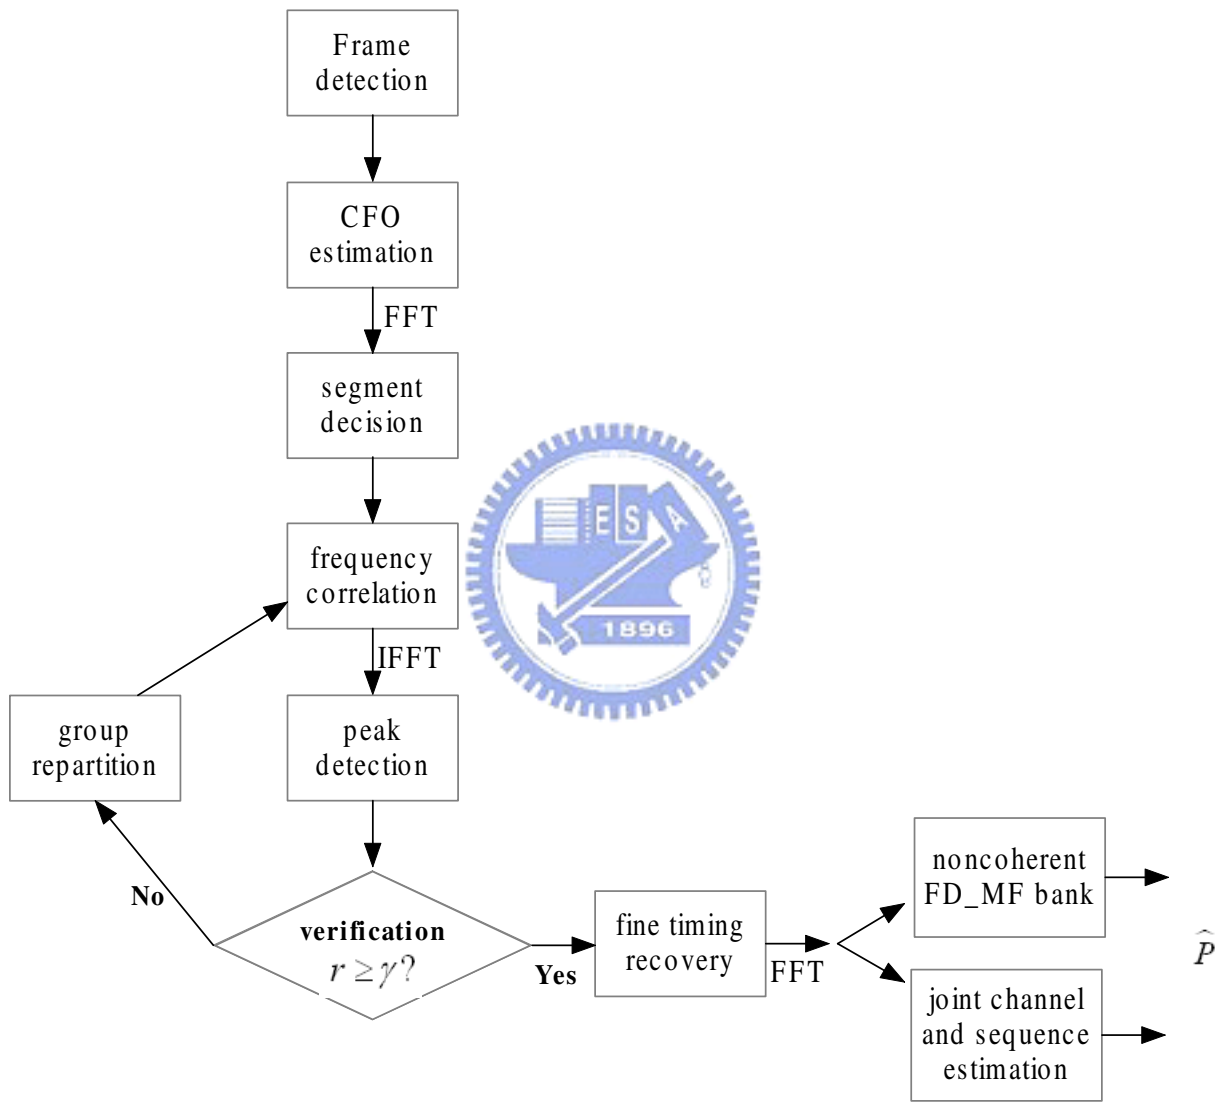 Frame
detection
CFO
estimation
FFT
segment
decision
frequency
correlation
IFFT
group
repartition
peak
detection
E S A
1896
No
verification
r ≥ γ?
Yes
fine timing
recovery
FFT
noncoherent
FD_MF bank
joint channel
and sequence
estimation
P̂